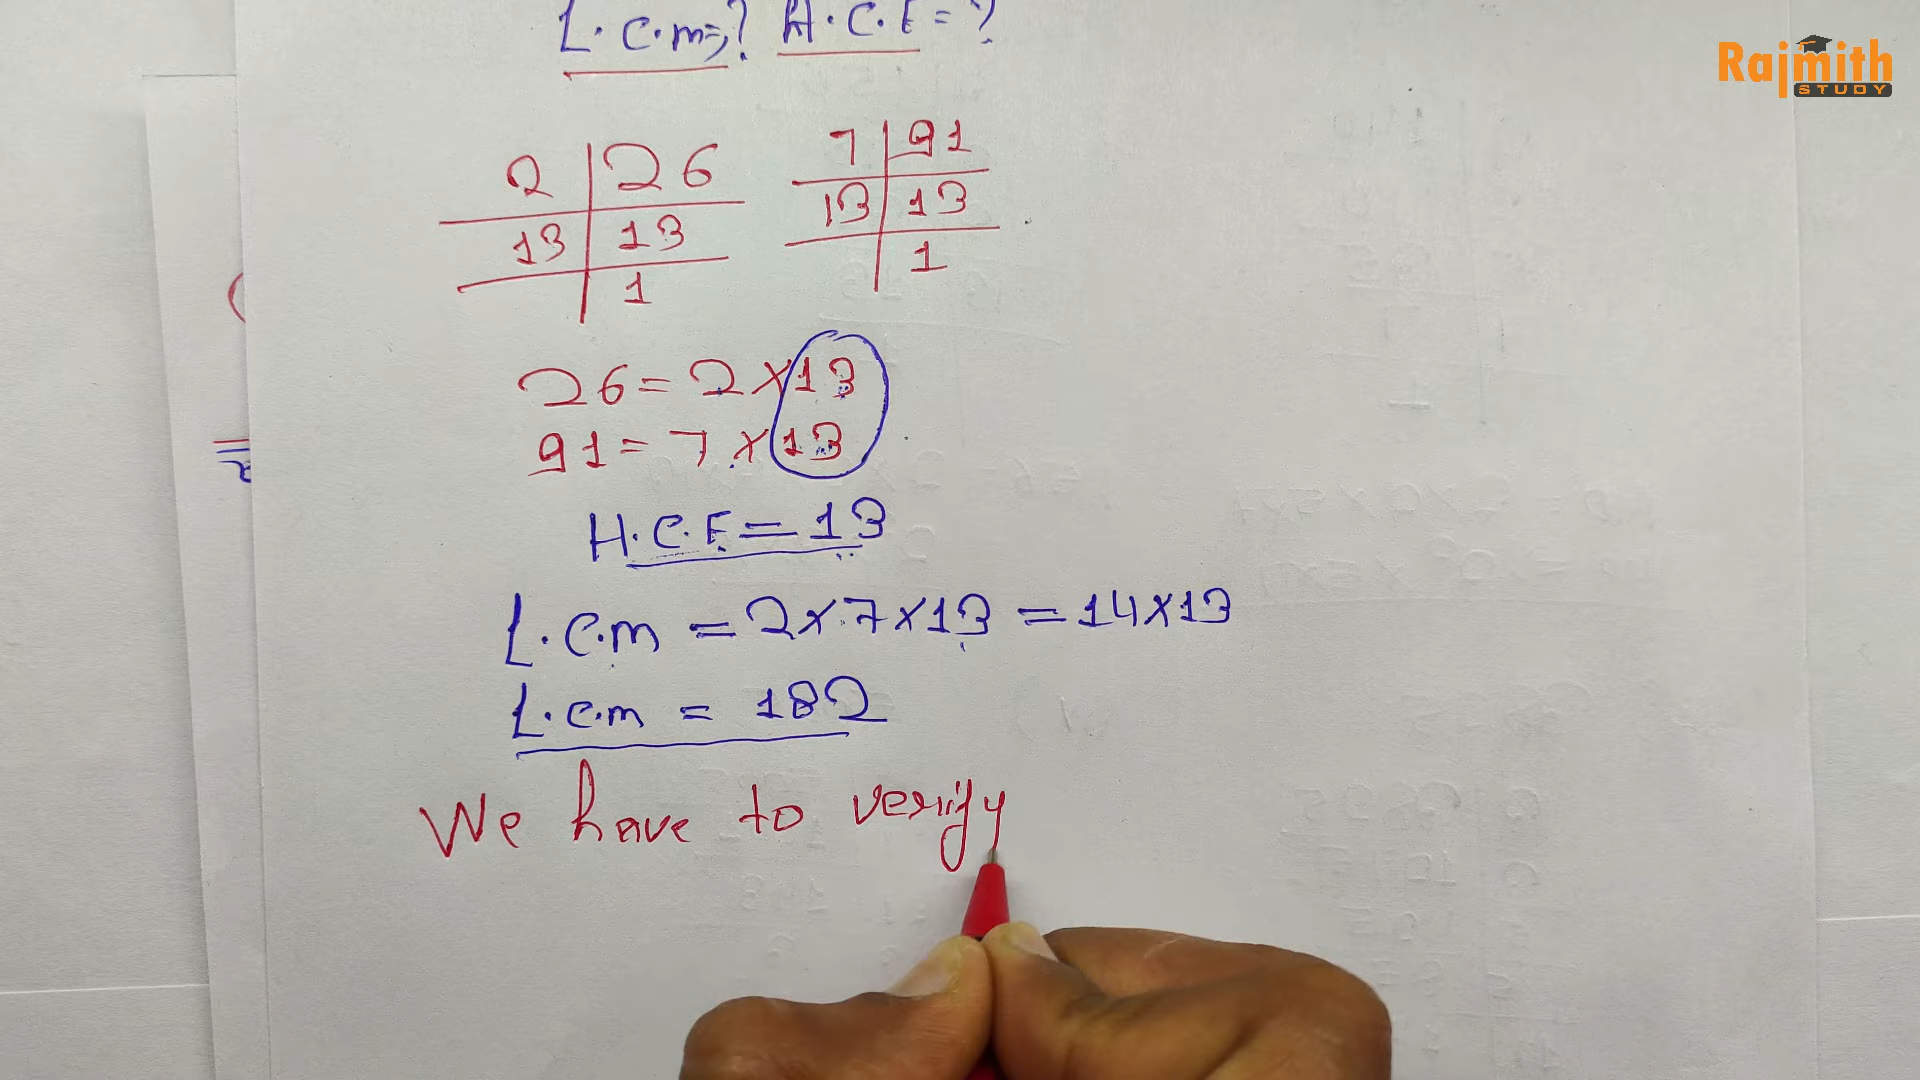 L.C.M=? H.C.F=?
Rajmith
STUDY
2 | 26
13 | 13
1
7 | 91
13 | 13
1
26 = 2 × 13
91 = 7 × 13
H.C.F = 13
L.C.M = 2 × 7 × 13 = 14 × 13
L.C.M = 182
We have to verify